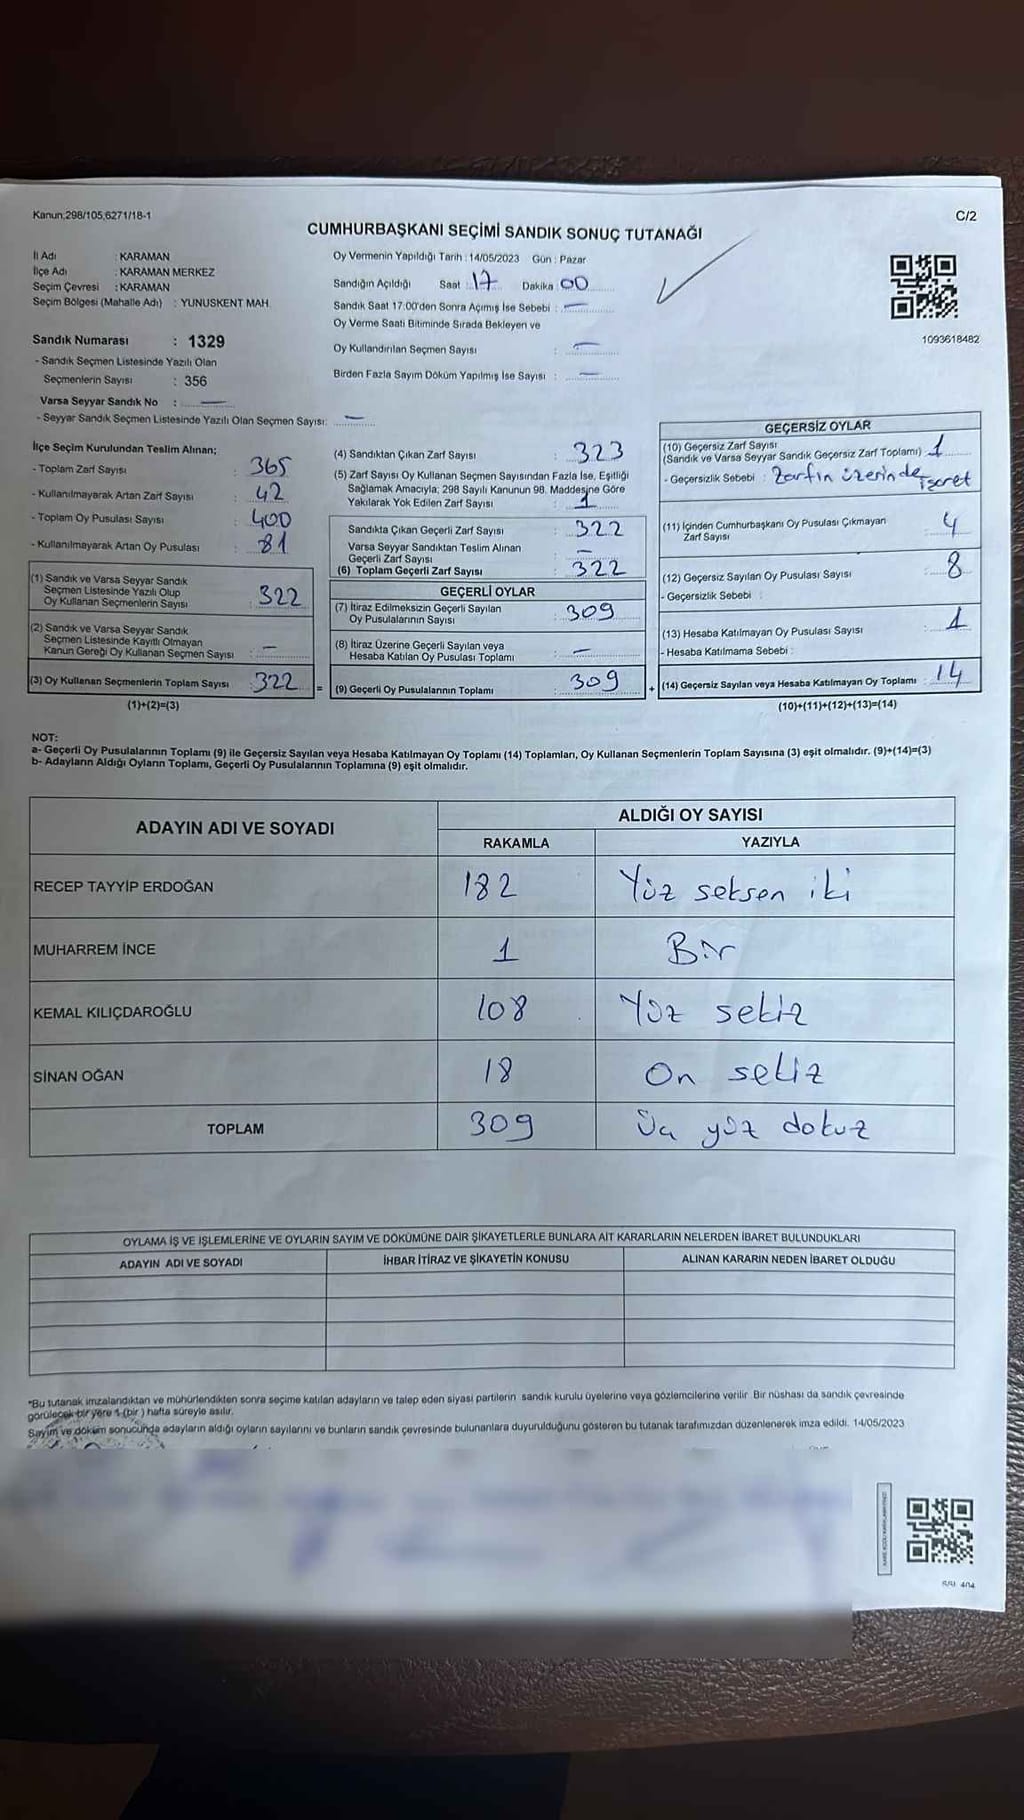 Kanun;298/105,6271/18-1
C/2
CUMHURBAŞKANI SEÇİMİ SANDIK SONUÇ TUTANAĞI
İl Adı : KARAMAN
İlçe Adı : KARAMAN MERKEZ
Seçim Çevresi : KARAMAN
Seçim Bölgesi (Mahalle Adı) : YUNUSKENT MAH.
Sandık Numarası : 1329
- Sandık Seçmen Listesinde Yazılı Olan
Seçmenlerin Sayısı : 356
Varsa Seyyar Sandık No : —
- Seyyar Sandık Seçmen Listesinde Yazılı Olan Seçmen Sayısı: —
Oy Vermenin Yapıldığı Tarih : 14/05/2023 Gün : Pazar
Sandığın Açıldığı Saat : 17 Dakika : 00
Sandık Saat 17:00'den Sonra Açımış İse Sebebi : —
Oy Verme Saati Bitiminde Sırada Bekleyen ve
Oy Kullandırılan Seçmen Sayısı : —
Birden Fazla Sayım Döküm Yapılmış İse Sayısı : —
1093618482
İlçe Seçim Kurulundan Teslim Alınan;
- Toplam Zarf Sayısı : 365
- Kullanılmayarak Artan Zarf Sayısı : 42
- Toplam Oy Pusulası Sayısı : 400
- Kullanılmayarak Artan Oy Pusulası : 81
(1) Sandık ve Varsa Seyyar Sandık
Seçmen Listesinde Yazılı Olup
Oy Kullanan Seçmenlerin Sayısı : 322
(2) Sandık ve Varsa Seyyar Sandık
Seçmen Listesinde Kayıtlı Olmayan
Kanun Gereği Oy Kullanan Seçmen Sayısı : —
(3) Oy Kullanan Seçmenlerin Toplam Sayısı : 322
(1)+(2)=(3)
(4) Sandıktan Çıkan Zarf Sayısı : 323
(5) Zarf Sayısı Oy Kullanan Seçmen Sayısından Fazla İse, Eşitliği
Sağlamak Amacıyla; 298 Sayılı Kanunun 98. Maddesine Göre
Yakılarak Yok Edilen Zarf Sayısı : 1
Sandıkta Çıkan Geçerli Zarf Sayısı : 322
Varsa Seyyar Sandıktan Teslim Alınan
Geçerli Zarf Sayısı : —
(6) Toplam Geçerli Zarf Sayısı : 322
GEÇERLİ OYLAR
(7) İtiraz Edilmeksizin Geçerli Sayılan
Oy Pusulalarının Sayısı : 309
(8) İtiraz Üzerine Geçerli Sayılan veya
Hesaba Katılan Oy Pusulası Toplamı : —
= (9) Geçerli Oy Pusulalarının Toplamı : 309
GEÇERSİZ OYLAR
(10) Geçersiz Zarf Sayısı
(Sandık ve Varsa Seyyar Sandık Geçersiz Zarf Toplamı) : 1
- Geçersizlik Sebebi : Zarfın üzerinde
işaret
(11) İçinden Cumhurbaşkanı Oy Pusulası Çıkmayan
Zarf Sayısı : 4
(12) Geçersiz Sayılan Oy Pusulası Sayısı : 8
- Geçersizlik Sebebi :
(13) Hesaba Katılmayan Oy Pusulası Sayısı : 1
- Hesaba Katılmama Sebebi :
+ (14) Geçersiz Sayılan veya Hesaba Katılmayan Oy Toplamı : 14
(10)+(11)+(12)+(13)=(14)
NOT:
a- Geçerli Oy Pusulalarının Toplamı (9) ile Geçersiz Sayılan veya Hesaba Katılmayan Oy Toplamı (14) Toplamları, Oy Kullanan Seçmenlerin Toplam Sayısına (3) eşit olmalıdır. (9)+(14)=(3)
b- Adayların Aldığı Oyların Toplamı, Geçerli Oy Pusulalarının Toplamına (9) eşit olmalıdır.
ADAYIN ADI VE SOYADI
ALDIĞI OY SAYISI
RAKAMLA YAZIYLA
RECEP TAYYİP ERDOĞAN 182 Yüz seksen iki
MUHARREM İNCE 1 Bir
KEMAL KILIÇDAROĞLU 108 Yüz sekiz
SİNAN OĞAN 18 On sekiz
TOPLAM 309 Üç yüz dokuz
OYLAMA İŞ VE İŞLEMLERİNE VE OYLARIN SAYIM VE DÖKÜMÜNE DAİR ŞİKAYETLERLE BUNLARA AİT KARARLARIN NELERDEN İBARET BULUNDUKLARI
ADAYIN ADI VE SOYADI İHBAR İTİRAZ VE ŞİKAYETİN KONUSU ALINAN KARARIN NEDEN İBARET OLDUĞU
*Bu tutanak imzalandıktan ve mühürlendikten sonra seçime katılan adayların ve talep eden siyasi partilerin sandık kurulu üyelerine veya gözlemcilerine verilir. Bir nüshası da sandık çevresinde
görülecek bir yere 1 (bir) hafta süreyle asılır.
Sayım ve döküm sonucunda adayların aldığı oyların sayılarını ve bunların sandık çevresinde bulunanlara duyurulduğunu gösteren bu tutanak tarafımızdan düzenlenerek imza edildi. 14/05/2023